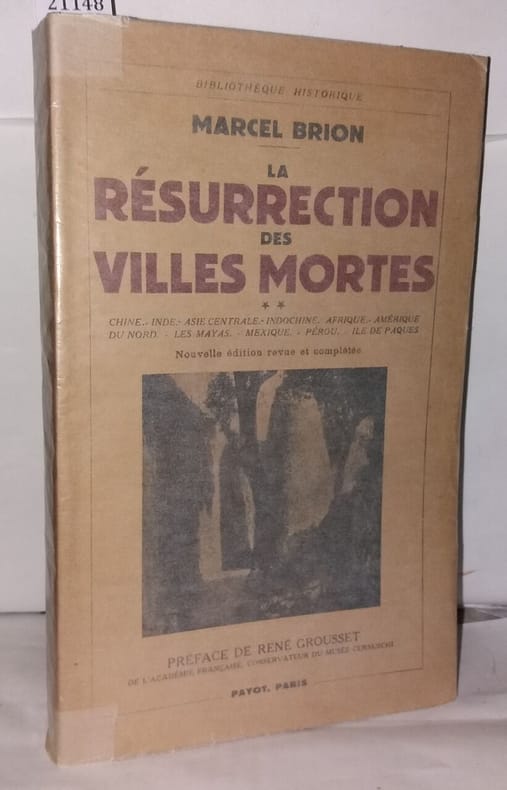 21148
BIBLIOTHÈQUE HISTORIQUE
MARCEL BRION
LA
RÉSURRECTION
DES
VILLES MORTES
* *
CHINE.- INDE.- ASIE CENTRALE.- INDOCHINE. AFRIQUE.- AMÉRIQUE
DU NORD. - LES MAYAS. - MEXIQUE. - PÉROU. - ILE DE PAQUES
Nouvelle édition revue et complétée
PRÉFACE DE RENÉ GROUSSET
DE L'ACADÉMIE FRANÇAISE, CONSERVATEUR DU MUSÉE CERNUSCHI
PAYOT, PARIS